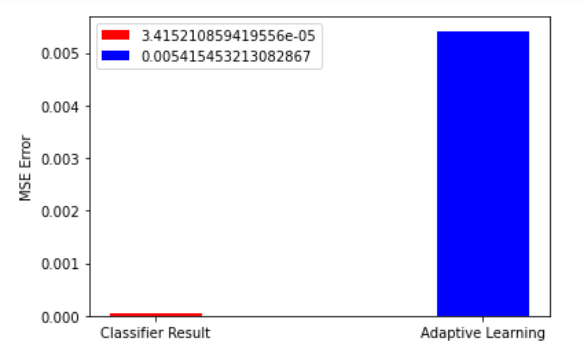 3.415210859419556e-05
0.005415453213082867
MSE Error
0.005
0.004
0.003
0.002
0.001
0.000
Classifier Result
Adaptive Learning